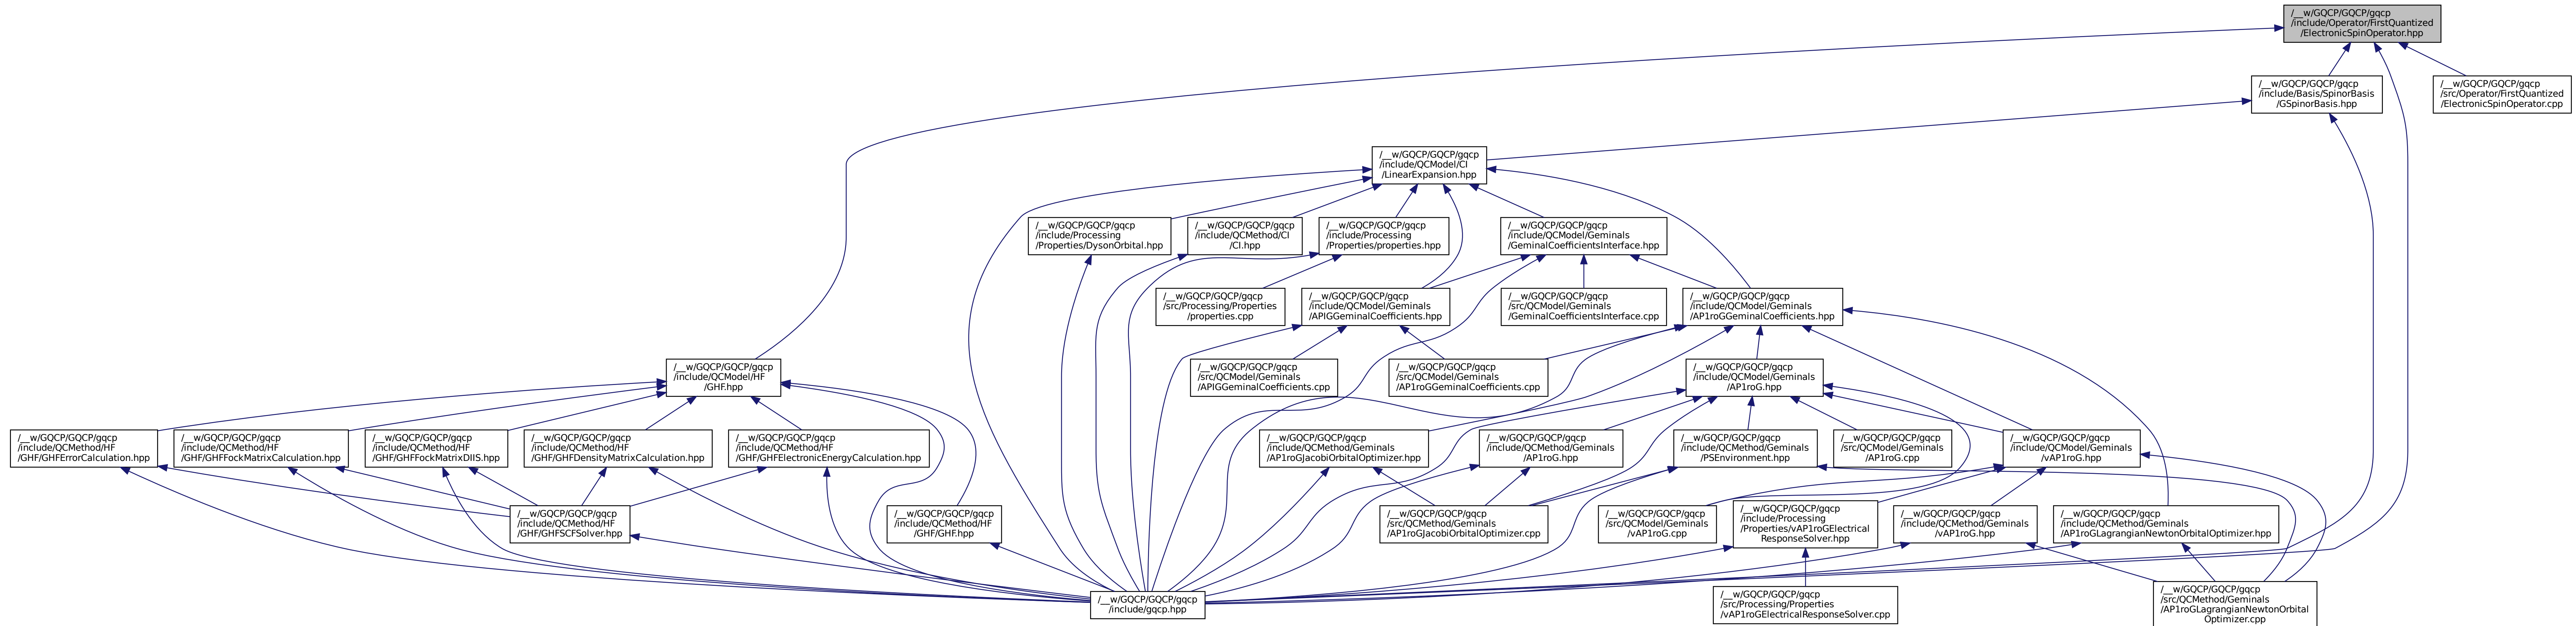 /__w/GQCP/GQCP/gqcp
/include/Operator/FirstQuantized
/ElectronicSpinOperator.hpp
/__w/GQCP/GQCP/gqcp
/include/Basis/SpinorBasis
/GSpinorBasis.hpp
/__w/GQCP/GQCP/gqcp
/src/Operator/FirstQuantized
/ElectronicSpinOperator.cpp
/__w/GQCP/GQCP/gqcp
/include/QCModel/CI
/LinearExpansion.hpp
/__w/GQCP/GQCP/gqcp
/include/Processing
/Properties/DysonOrbital.hpp
/__w/GQCP/GQCP/gqcp
/include/QCMethod/CI
/CI.hpp
/__w/GQCP/GQCP/gqcp
/include/Processing
/Properties/properties.hpp
/__w/GQCP/GQCP/gqcp
/include/QCModel/Geminals
/GeminalCoefficientsInterface.hpp
/__w/GQCP/GQCP/gqcp
/src/Processing/Properties
/properties.cpp
/__w/GQCP/GQCP/gqcp
/include/QCModel/Geminals
/APIGGeminalCoefficients.hpp
/__w/GQCP/GQCP/gqcp
/src/QCModel/Geminals
/GeminalCoefficientsInterface.cpp
/__w/GQCP/GQCP/gqcp
/include/QCModel/Geminals
/AP1roGGeminalCoefficients.hpp
/__w/GQCP/GQCP/gqcp
/include/QCModel/HF
/GHF.hpp
/__w/GQCP/GQCP/gqcp
/src/QCModel/Geminals
/APIGGeminalCoefficients.cpp
/__w/GQCP/GQCP/gqcp
/src/QCModel/Geminals
/AP1roGGeminalCoefficients.cpp
/__w/GQCP/GQCP/gqcp
/include/QCModel/Geminals
/AP1roG.hpp
/__w/GQCP/GQCP/gqcp
/include/QCMethod/HF
/GHF/GHFErrorCalculation.hpp
/__w/GQCP/GQCP/gqcp
/include/QCMethod/HF
/GHF/GHFFockMatrixCalculation.hpp
/__w/GQCP/GQCP/gqcp
/include/QCMethod/HF
/GHF/GHFFockMatrixDIIS.hpp
/__w/GQCP/GQCP/gqcp
/include/QCMethod/HF
/GHF/GHFDensityMatrixCalculation.hpp
/__w/GQCP/GQCP/gqcp
/include/QCMethod/HF
/GHF/GHFElectronicEnergyCalculation.hpp
/__w/GQCP/GQCP/gqcp
/include/QCMethod/Geminals
/AP1roGJacobiOrbitalOptimizer.hpp
/__w/GQCP/GQCP/gqcp
/include/QCMethod/Geminals
/AP1roG.hpp
/__w/GQCP/GQCP/gqcp
/include/QCMethod/Geminals
/PSEnvironment.hpp
/__w/GQCP/GQCP/gqcp
/src/QCModel/Geminals
/AP1roG.cpp
/__w/GQCP/GQCP/gqcp
/include/QCModel/Geminals
/vAP1roG.hpp
/__w/GQCP/GQCP/gqcp
/include/QCMethod/HF
/GHF/GHFSCFSolver.hpp
/__w/GQCP/GQCP/gqcp
/include/QCMethod/HF
/GHF/GHF.hpp
/__w/GQCP/GQCP/gqcp
/src/QCMethod/Geminals
/AP1roGJacobiOrbitalOptimizer.cpp
/__w/GQCP/GQCP/gqcp
/src/QCModel/Geminals
/vAP1roG.cpp
/__w/GQCP/GQCP/gqcp
/include/Processing
/Properties/vAP1roGElectrical
ResponseSolver.hpp
/__w/GQCP/GQCP/gqcp
/include/QCMethod/Geminals
/vAP1roG.hpp
/__w/GQCP/GQCP/gqcp
/include/QCMethod/Geminals
/AP1roGLagrangianNewtonOrbitalOptimizer.hpp
/__w/GQCP/GQCP/gqcp
/include/gqcp.hpp
/__w/GQCP/GQCP/gqcp
/src/Processing/Properties
/vAP1roGElectricalResponseSolver.cpp
/__w/GQCP/GQCP/gqcp
/src/QCMethod/Geminals
/AP1roGLagrangianNewtonOrbital
Optimizer.cpp